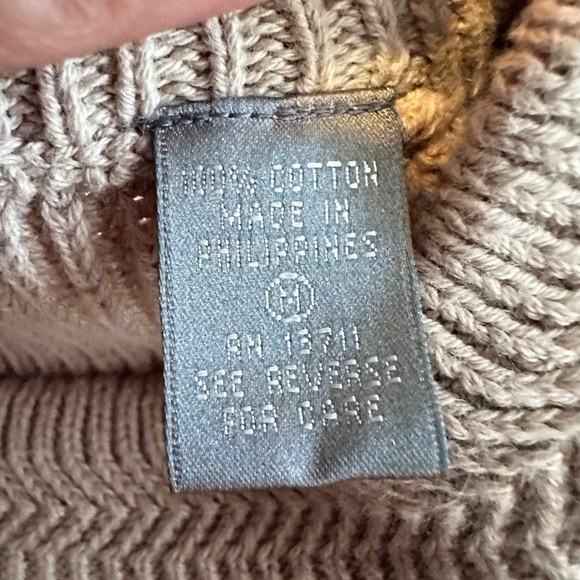 100% COTTON
MADE IN
PHILIPPINES
M
RN 13711
SEE REVERSE
FOR CARE